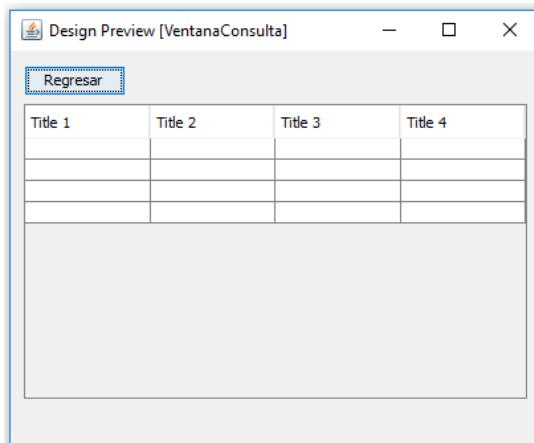 Design Preview [VentanaConsulta]
Regresar
Title 1 Title 2 Title 3 Title 4